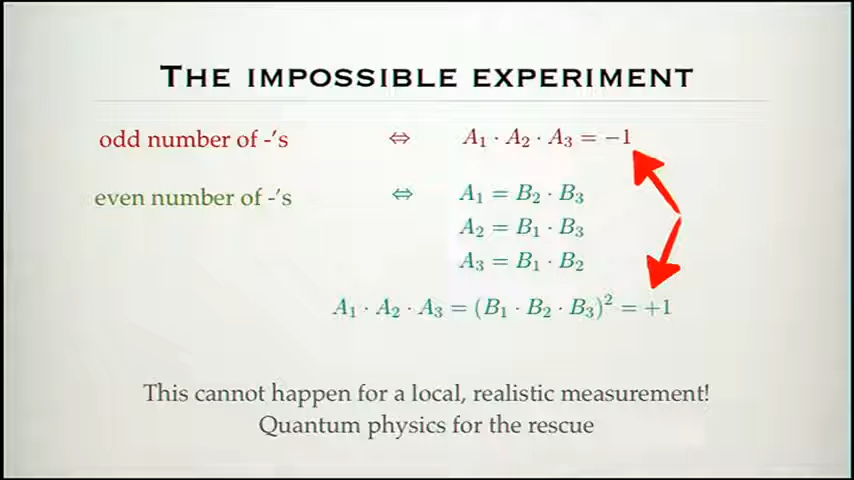 THE IMPOSSIBLE EXPERIMENT
odd number of -'s ⇔ A₁ · A₂ · A₃ = −1
even number of -'s ⇔ A₁ = B₂ · B₃
A₂ = B₁ · B₃
A₃ = B₁ · B₂
A₁ · A₂ · A₃ = (B₁ · B₂ · B₃)² = +1
This cannot happen for a local, realistic measurement!
Quantum physics for the rescue